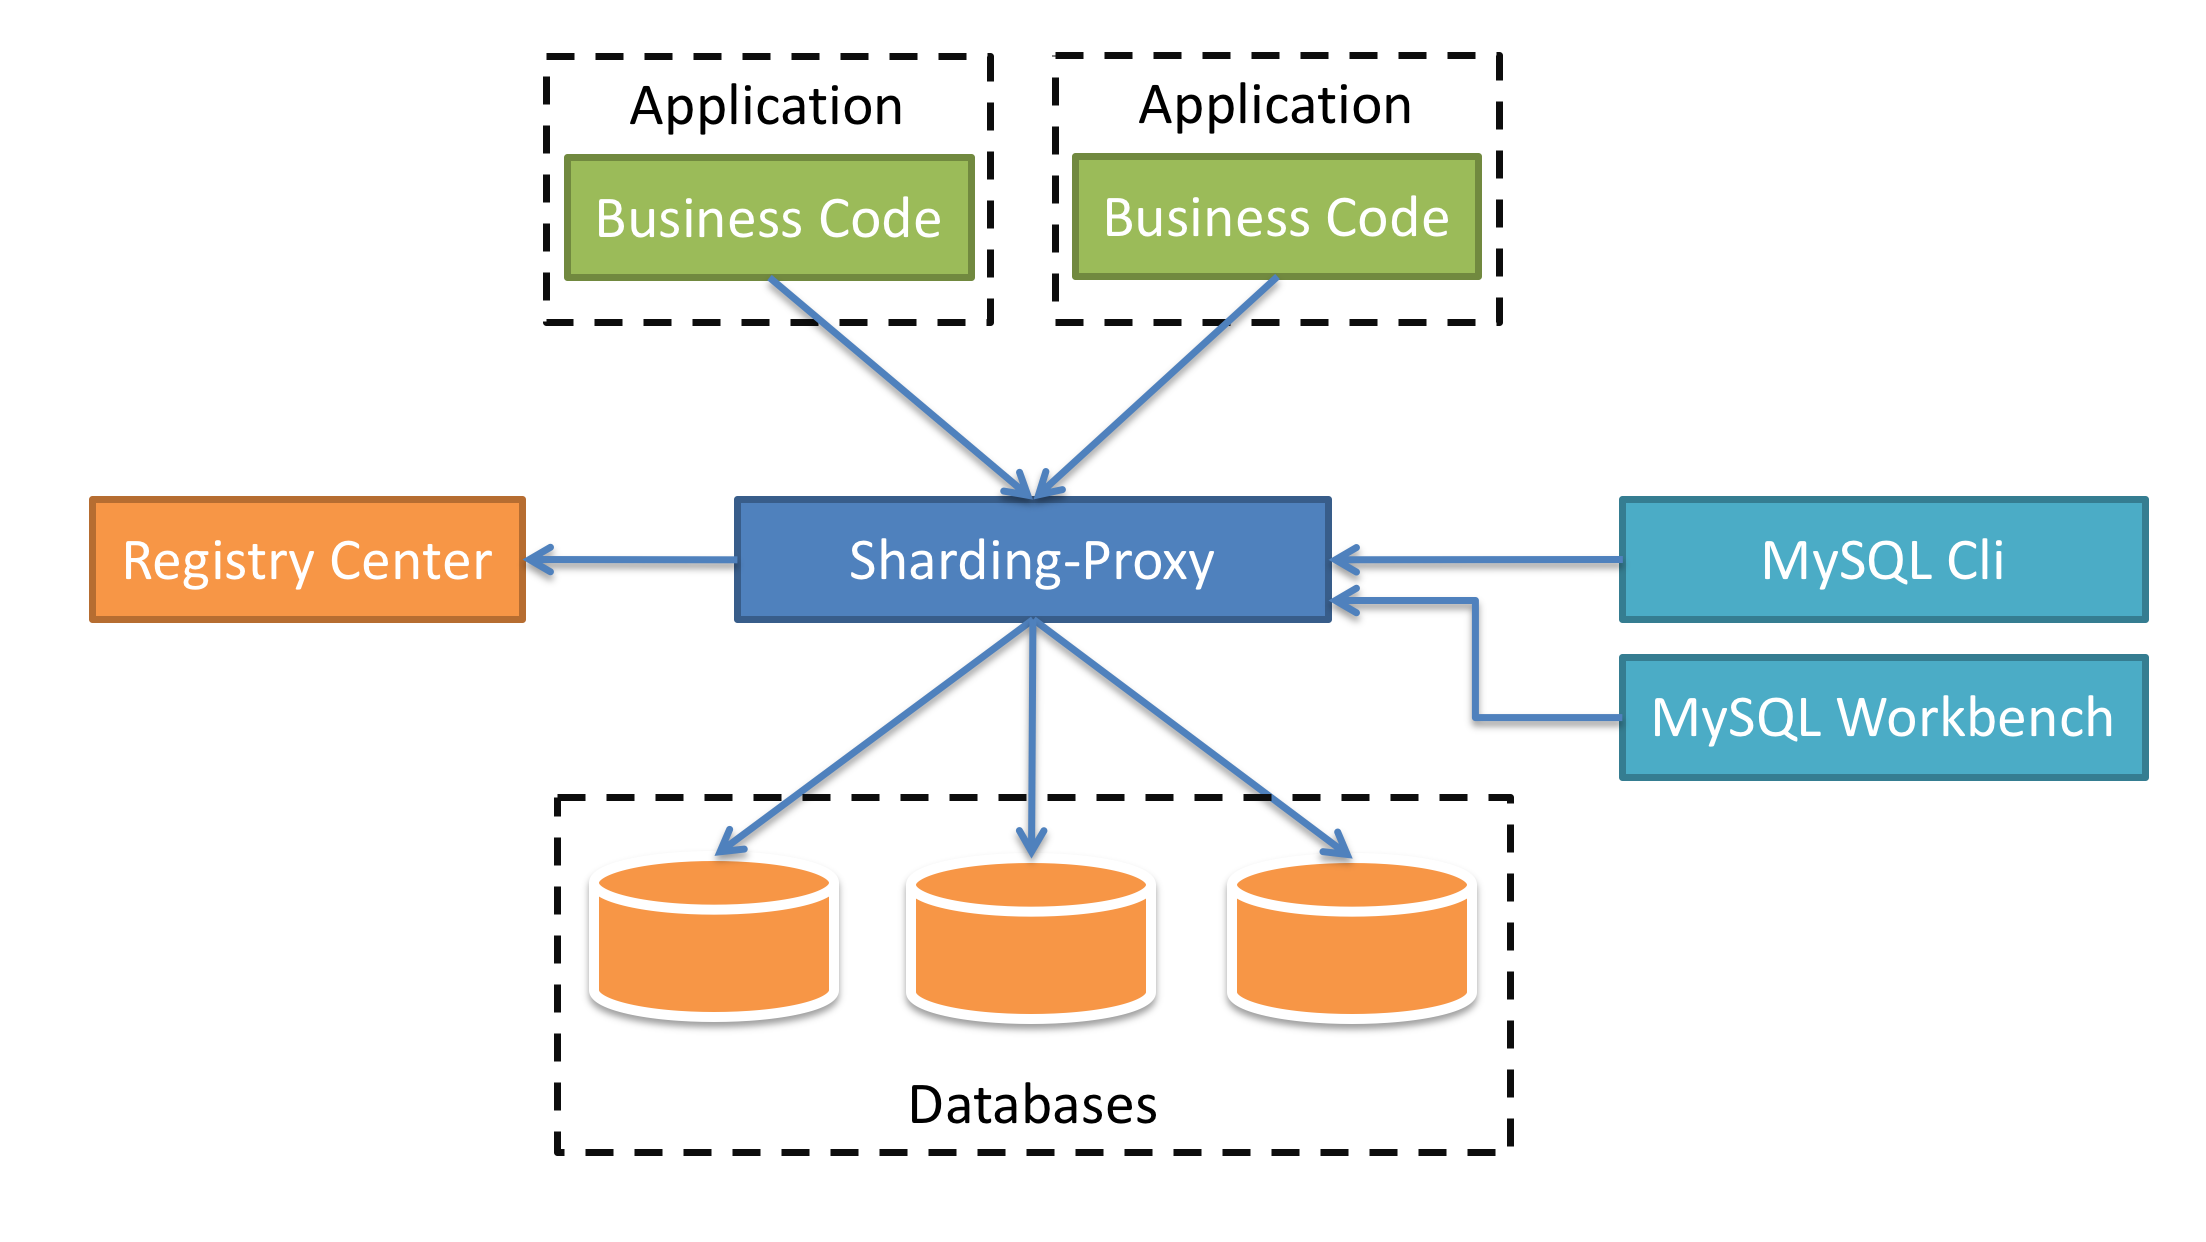 Application
Application
Business Code
Business Code
Registry Center
Sharding-Proxy
MySQL Cli
MySQL Workbench
Databases